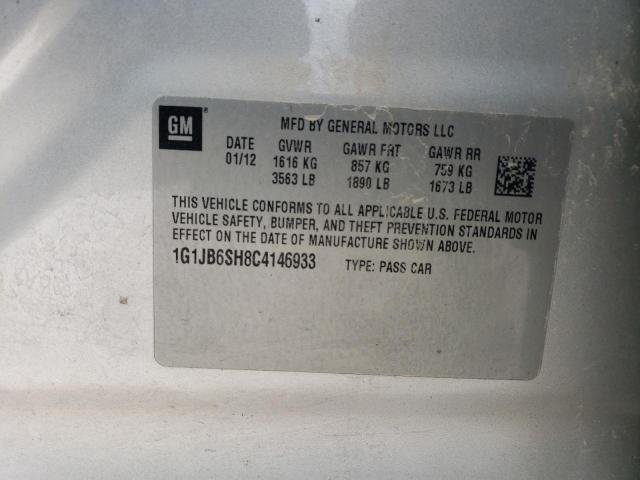 GM
MFD BY GENERAL MOTORS LLC
DATE GVWR GAWR FRT GAWR RR
01/12 1616 KG 857 KG 759 KG
3563 LB 1890 LB 1673 LB
THIS VEHICLE CONFORMS TO ALL APPLICABLE U.S. FEDERAL MOTOR
VEHICLE SAFETY, BUMPER, AND THEFT PREVENTION STANDARDS IN
EFFECT ON THE DATE OF MANUFACTURE SHOWN ABOVE.
1G1JB6SH8C4146933 TYPE: PASS CAR